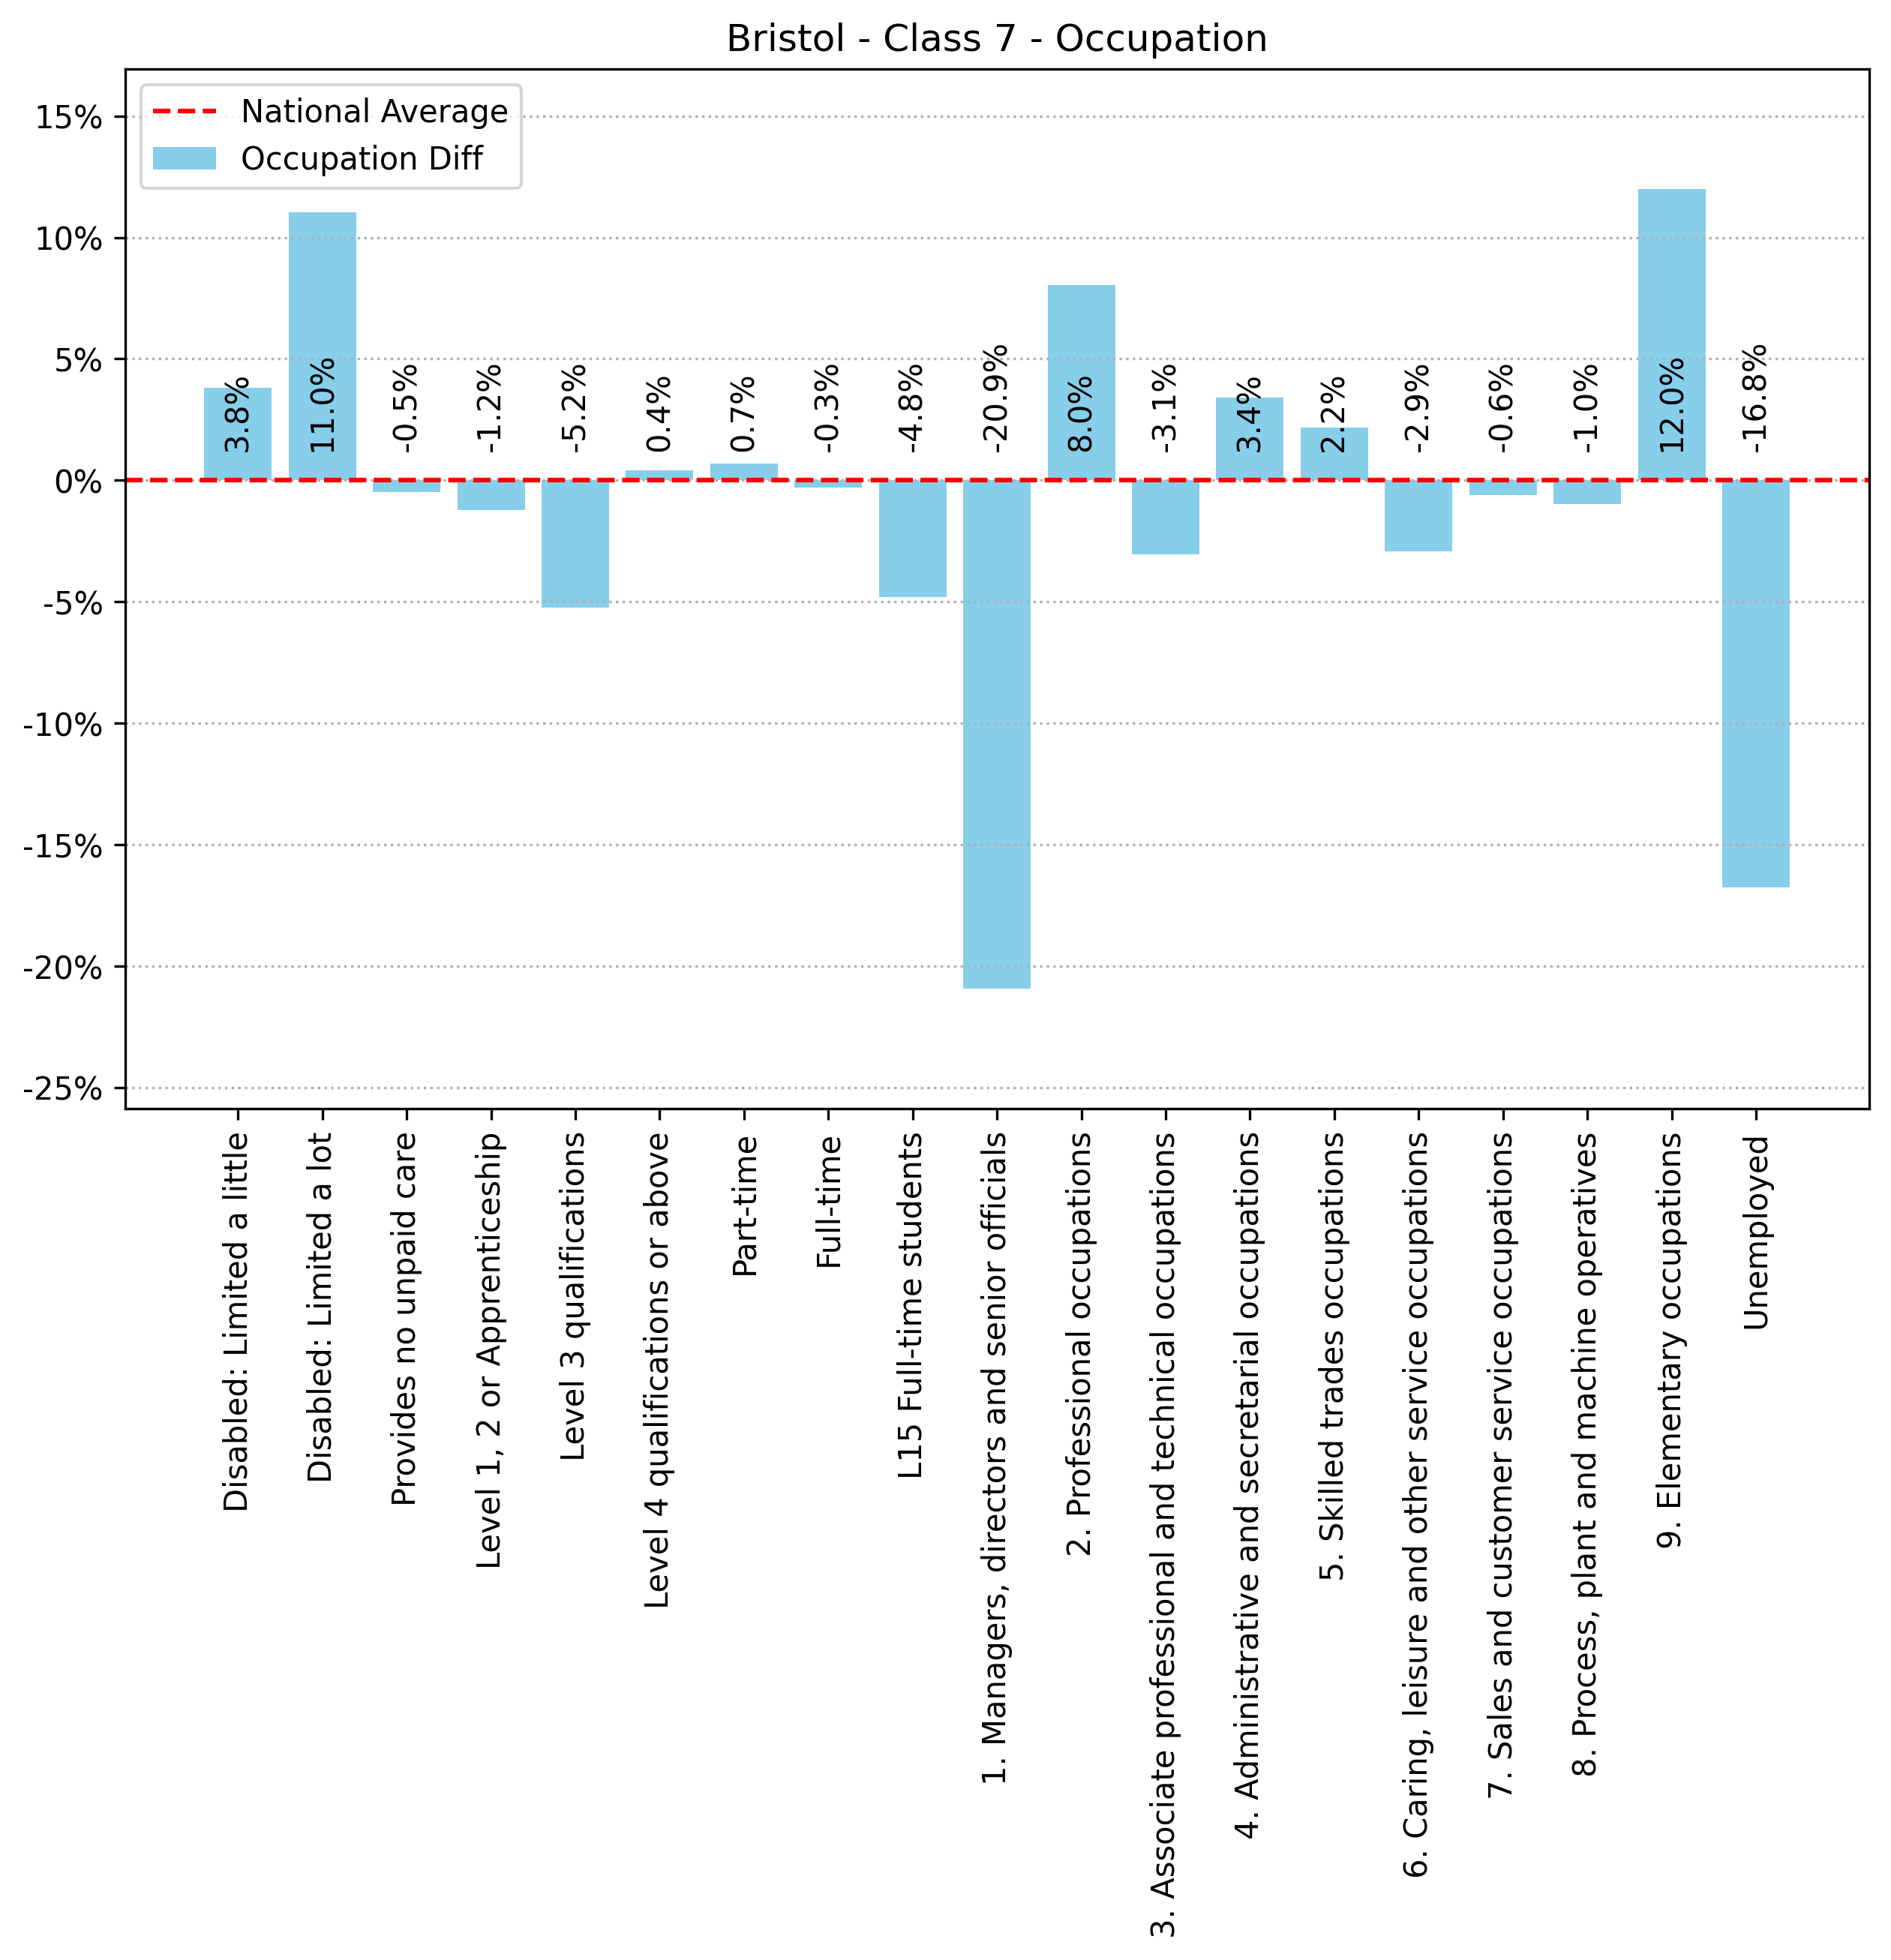 Bristol - Class 7 - Occupation
National Average
Occupation Diff
15%
10%
5%
0%
-5%
-10%
-15%
-20%
-25%
3.8%
11.0%
-0.5%
-1.2%
-5.2%
0.4%
0.7%
-0.3%
-4.8%
-20.9%
8.0%
-3.1%
3.4%
2.2%
-2.9%
-0.6%
-1.0%
12.0%
-16.8%
Disabled: Limited a little
Disabled: Limited a lot
Provides no unpaid care
Level 1, 2 or Apprenticeship
Level 3 qualifications
Level 4 qualifications or above
Part-time
Full-time
L15 Full-time students
1. Managers, directors and senior officials
2. Professional occupations
3. Associate professional and technical occupations
4. Administrative and secretarial occupations
5. Skilled trades occupations
6. Caring, leisure and other service occupations
7. Sales and customer service occupations
8. Process, plant and machine operatives
9. Elementary occupations
Unemployed